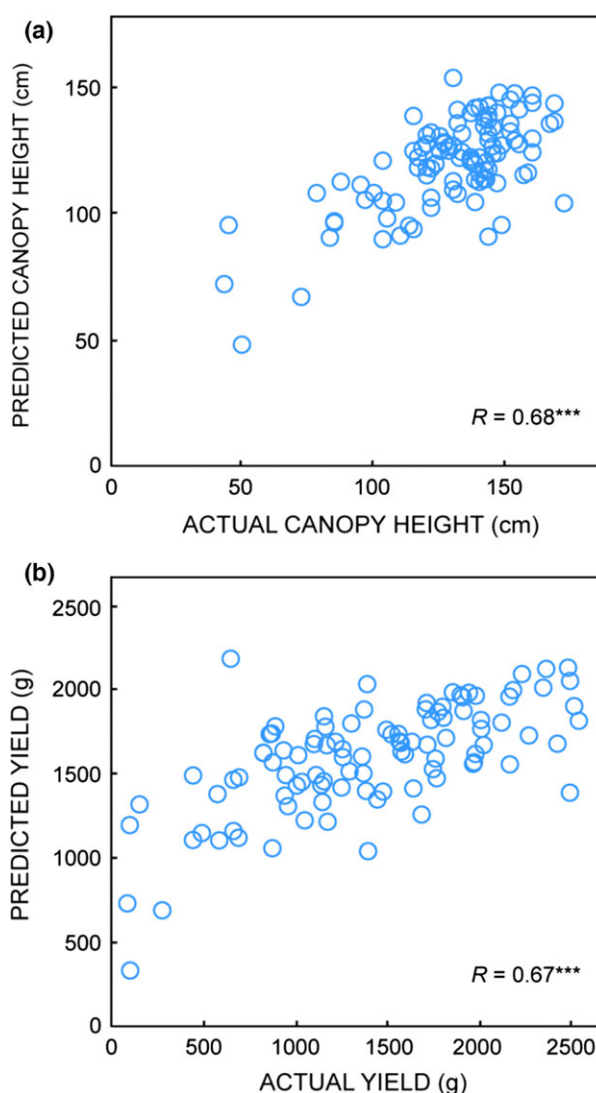 (a)
PREDICTED CANOPY HEIGHT (cm)
150
100
50
0
R = 0.68***
0 50 100 150
ACTUAL CANOPY HEIGHT (cm)
(b)
PREDICTED YIELD (g)
2500
2000
1500
1000
500
0
R = 0.67***
0 500 1000 1500 2000 2500
ACTUAL YIELD (g)